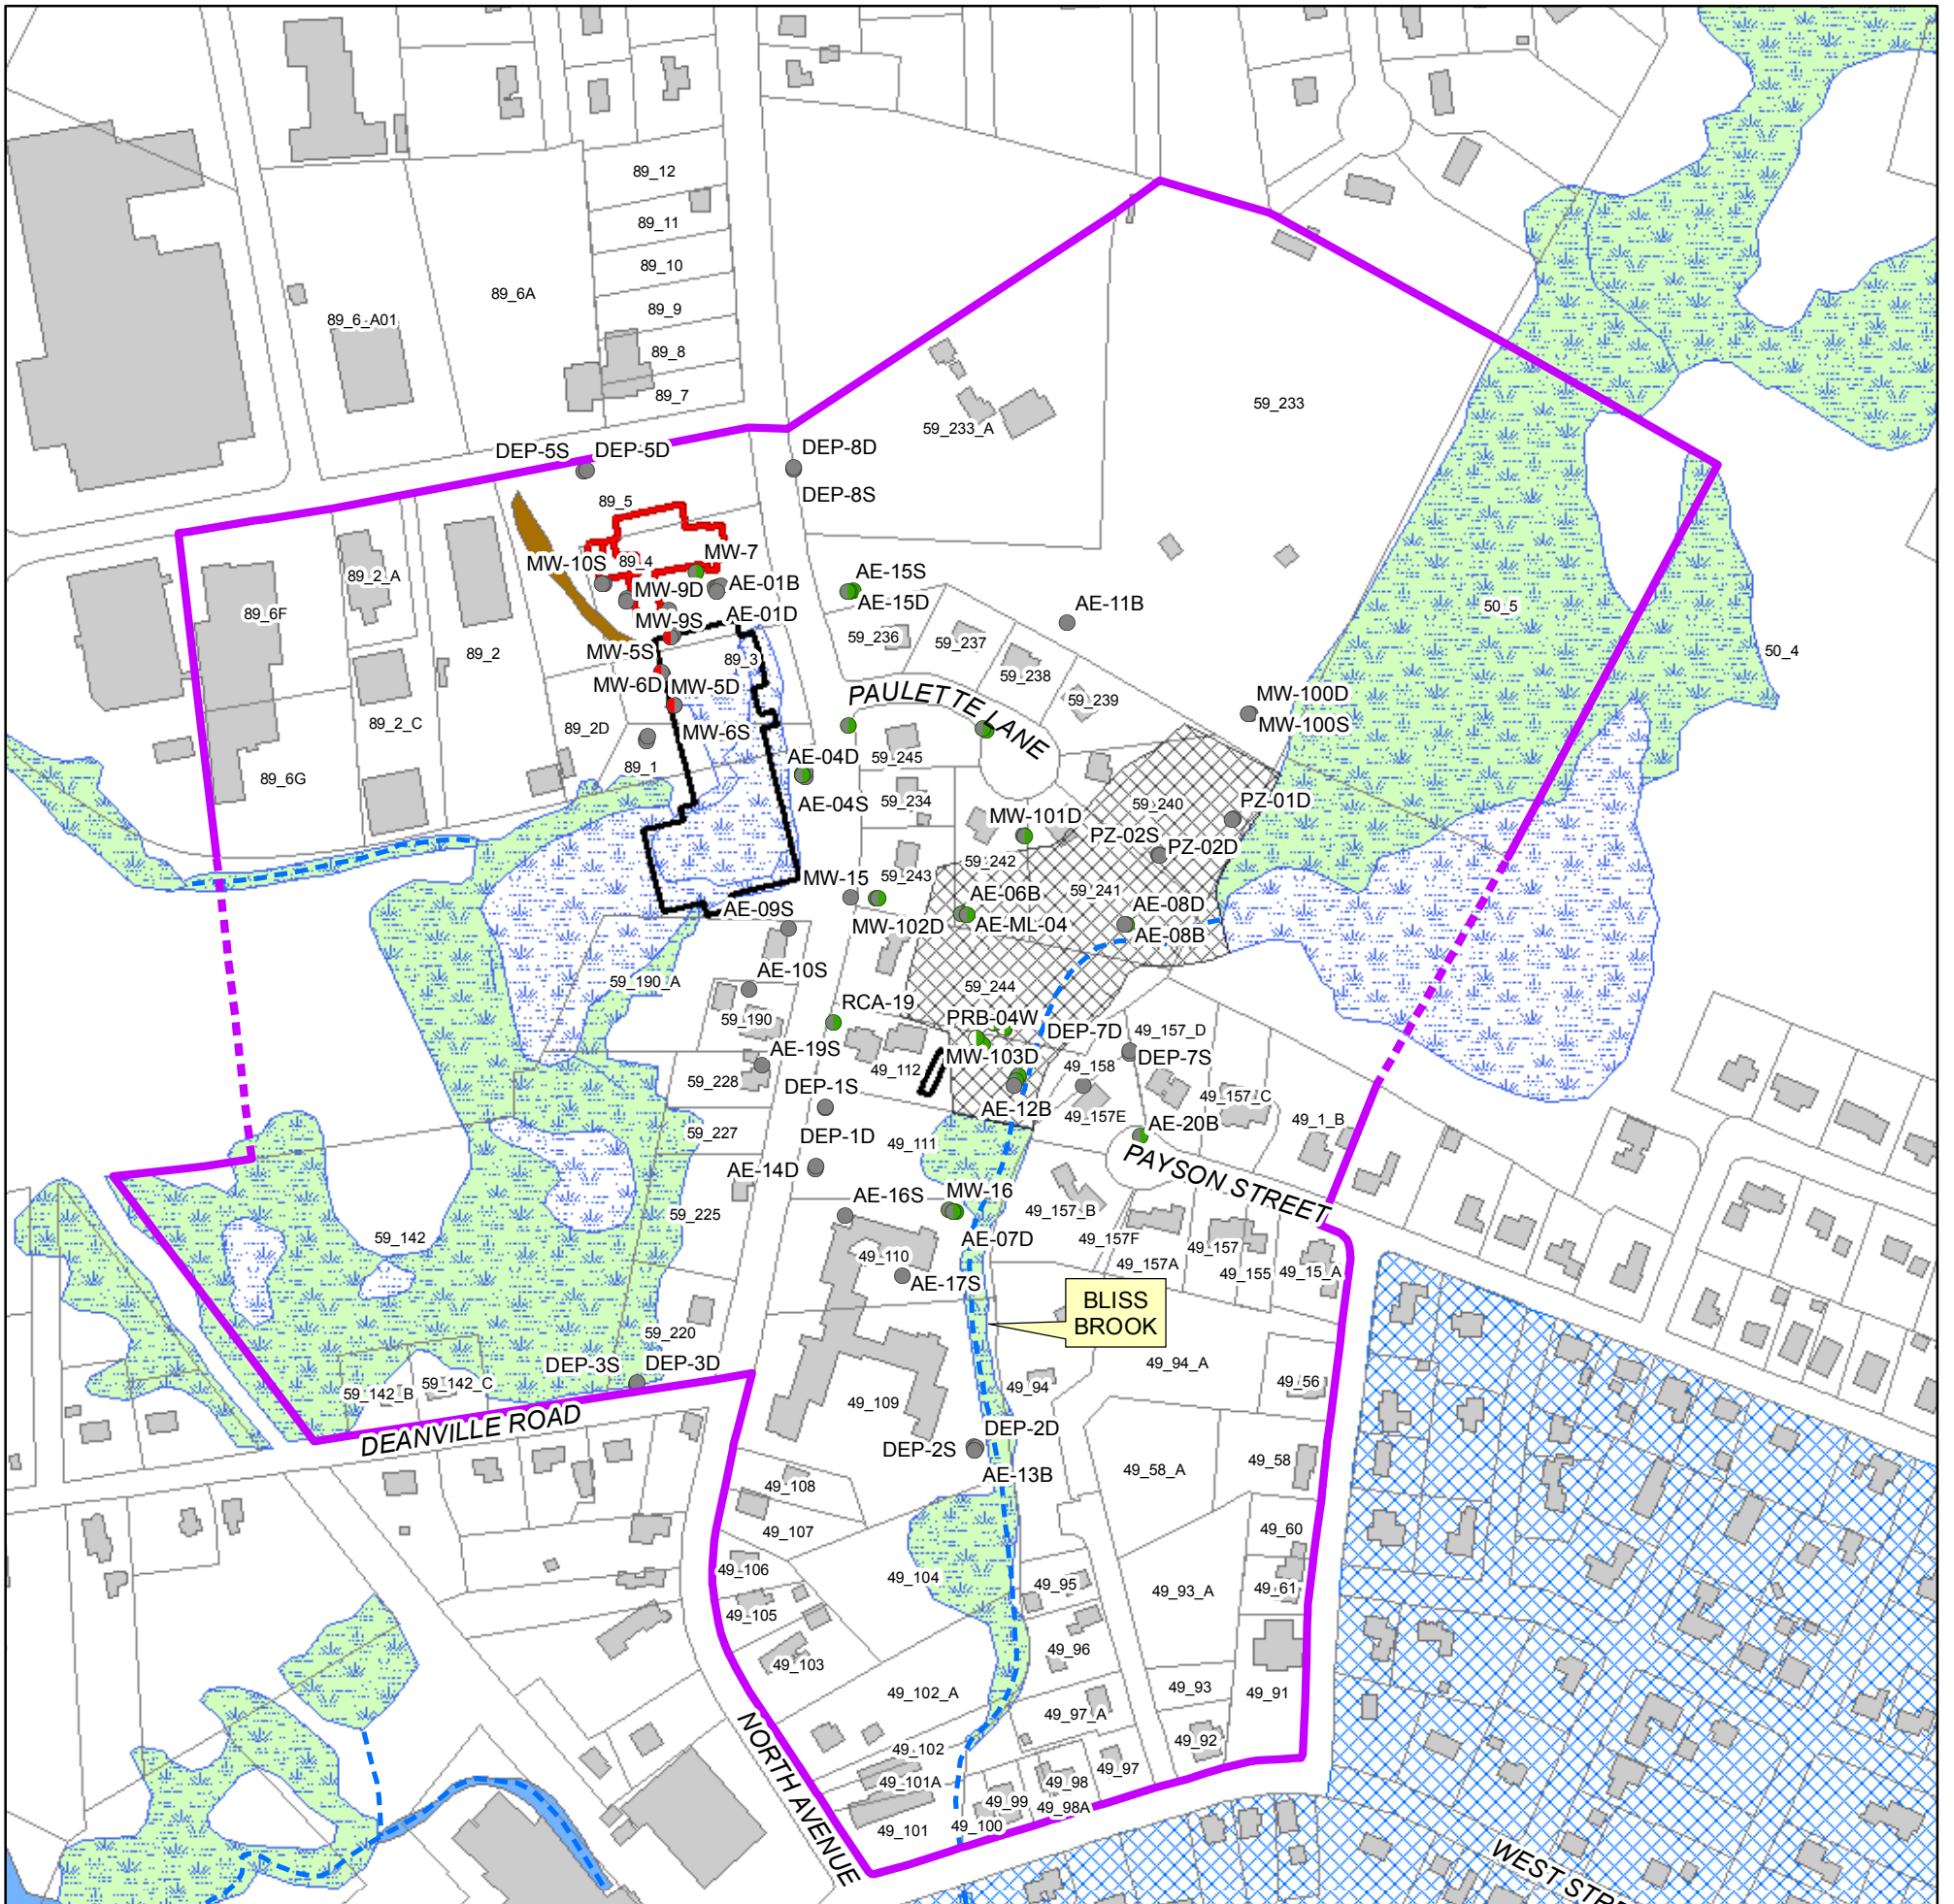 89_12
89_11
89_10
89_6A
89_9
89_6_A01
89_8
89_7
59_233
59_233_A
DEP-5S
DEP-5D
DEP-8D
DEP-8S
89_5
MW-10S
89_4
MW-7
89_2_A
MW-9D
AE-01B
AE-15S
AE-15D
AE-11B
50_5
89_6F
MW-9S
AE-01D
59_236
59_237
89_2
MW-5S
89_3
59_238
50_4
MW-6D
MW-5D
PAULETTE LANE
59_239
MW-100D
89_2_C
89_2D
MW-6S
MW-100S
59_245
89_6G
89_1
AE-04D
AE-04S
59_234
59_240
PZ-01D
MW-101D
PZ-02S
PZ-02D
59_242
MW-15
59_243
59_241
AE-06B
AE-08D
AE-09S
MW-102D
AE-ML-04
AE-08B
AE-10S
59_190_A
59_244
RCA-19
59_190
PRB-04W
DEP-7D
49_157_D
AE-19S
MW-103D
DEP-7S
49_112
49_158
59_228
DEP-1S
49_157_C
AE-12B
49_157E
49_1_B
59_227
DEP-1D
49_111
AE-20B
AE-14D
PAYSON STREET
AE-16S
MW-16
59_225
49_157_B
59_142
AE-07D
49_157F
49_157
49_110
49_157A
49_155
49_15_A
AE-17S
BLISS
BROOK
59_220
DEP-3S
DEP-3D
49_94_A
59_142_B
59_142_C
49_94
49_56
49_109
DEANVILLE ROAD
DEP-2D
DEP-2S
49_58_A
49_58
AE-13B
49_108
49_107
49_60
49_106
49_104
49_95
49_93_A
49_61
49_105
49_96
49_103
49_102_A
49_93
49_91
49_97_A
49_92
NORTH AVENUE
49_102
49_97
49_101A
49_98
49_99
49_98A
49_101
49_100